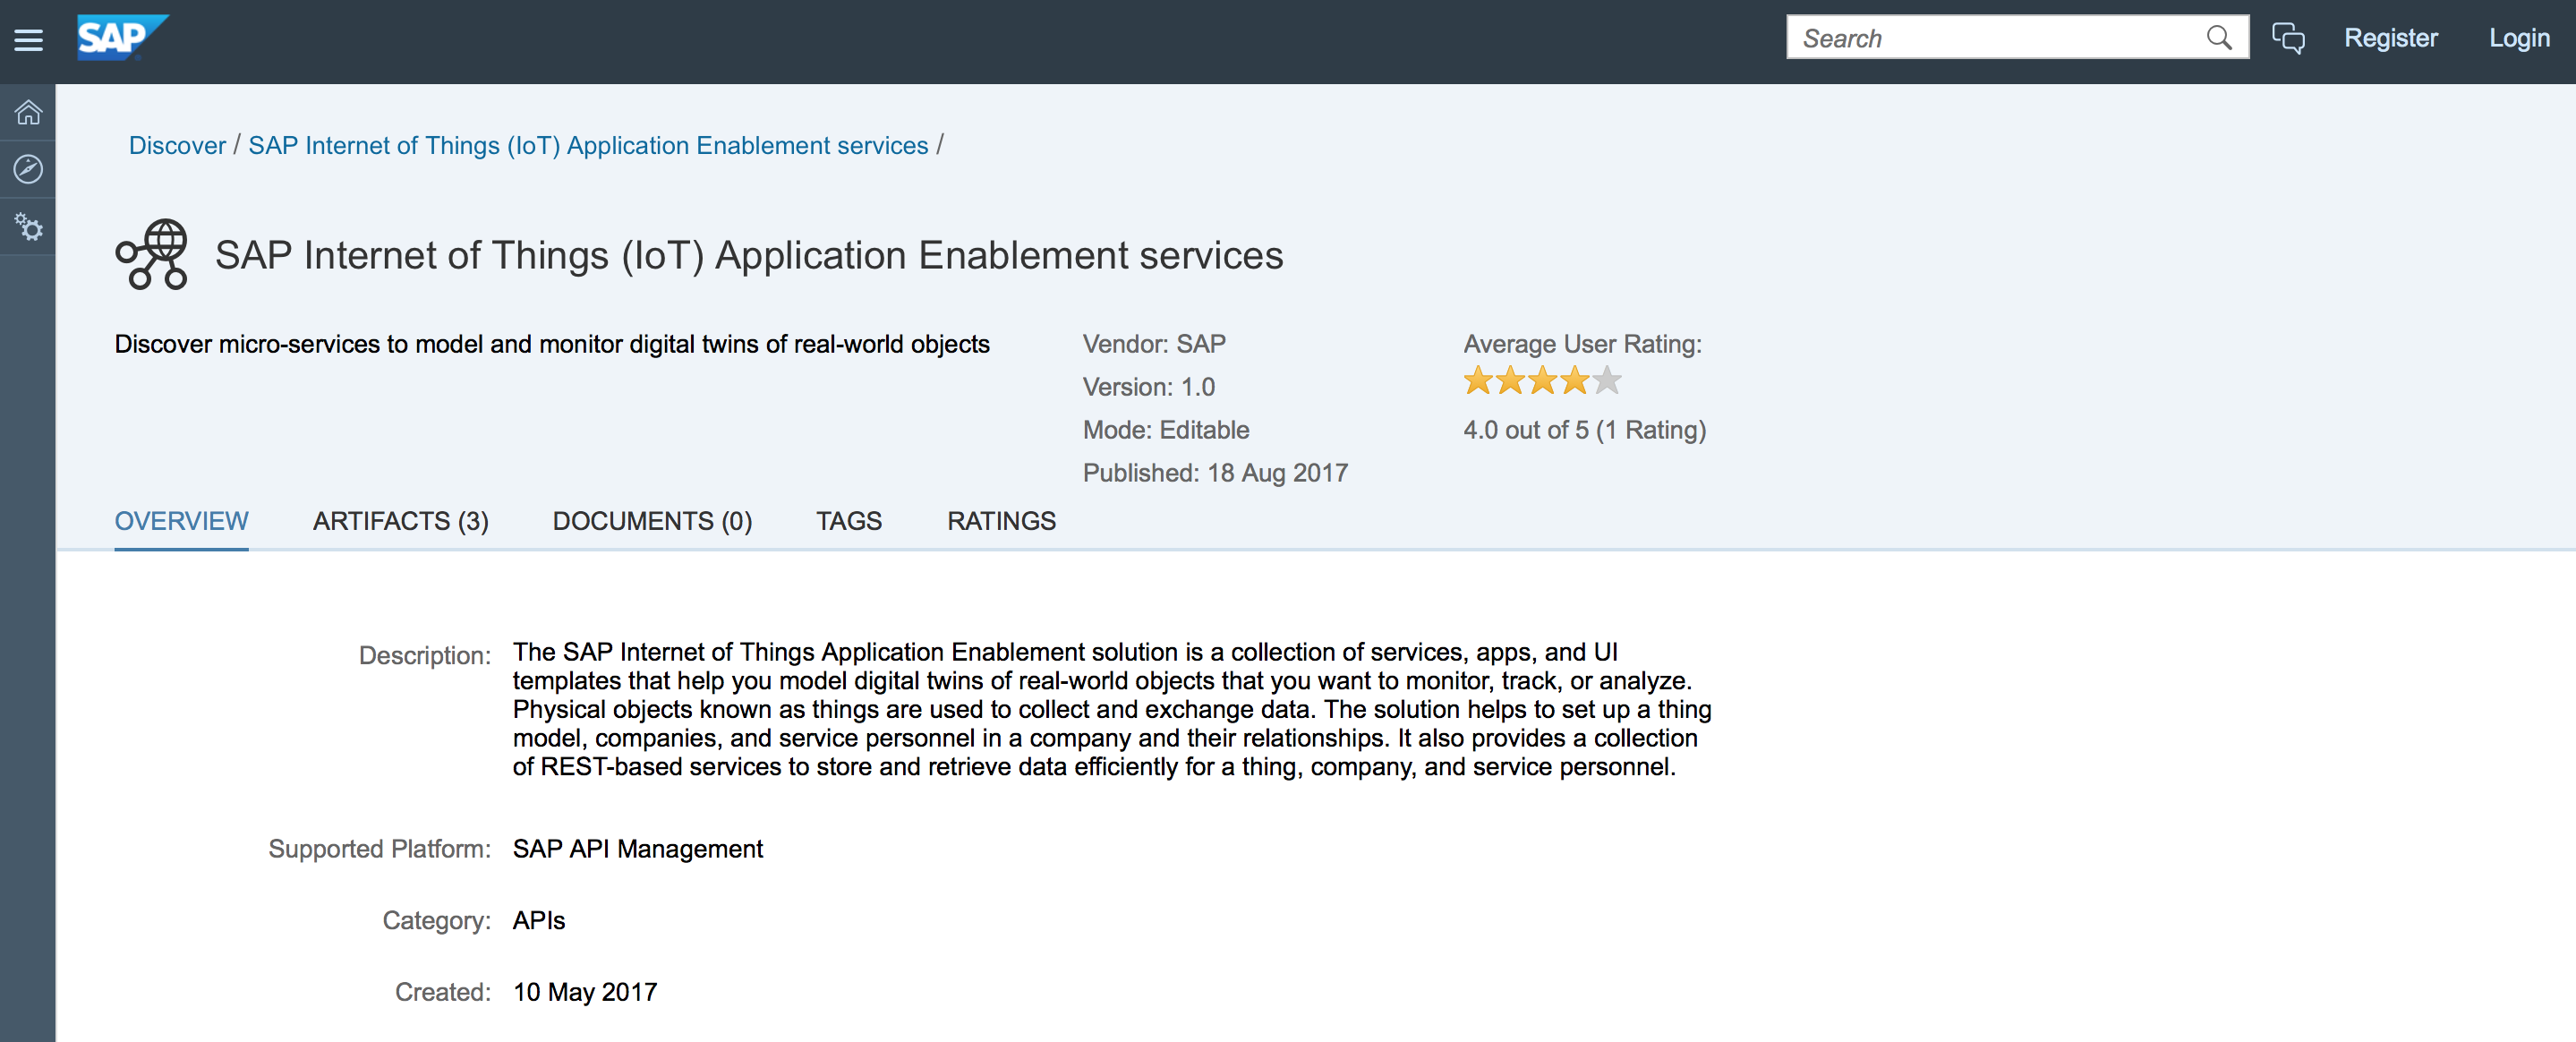 SAP
Search
Register
Login
Discover / SAP Internet of Things (IoT) Application Enablement services /
SAP Internet of Things (IoT) Application Enablement services
Discover micro-services to model and monitor digital twins of real-world objects
Vendor: SAP
Version: 1.0
Mode: Editable
Published: 18 Aug 2017
Average User Rating:
4.0 out of 5 (1 Rating)
OVERVIEW
ARTIFACTS (3)
DOCUMENTS (0)
TAGS
RATINGS
Description:
The SAP Internet of Things Application Enablement solution is a collection of services, apps, and UI
templates that help you model digital twins of real-world objects that you want to monitor, track, or analyze.
Physical objects known as things are used to collect and exchange data. The solution helps to set up a thing
model, companies, and service personnel in a company and their relationships. It also provides a collection
of REST-based services to store and retrieve data efficiently for a thing, company, and service personnel.
Supported Platform: SAP API Management
Category: APIs
Created: 10 May 2017